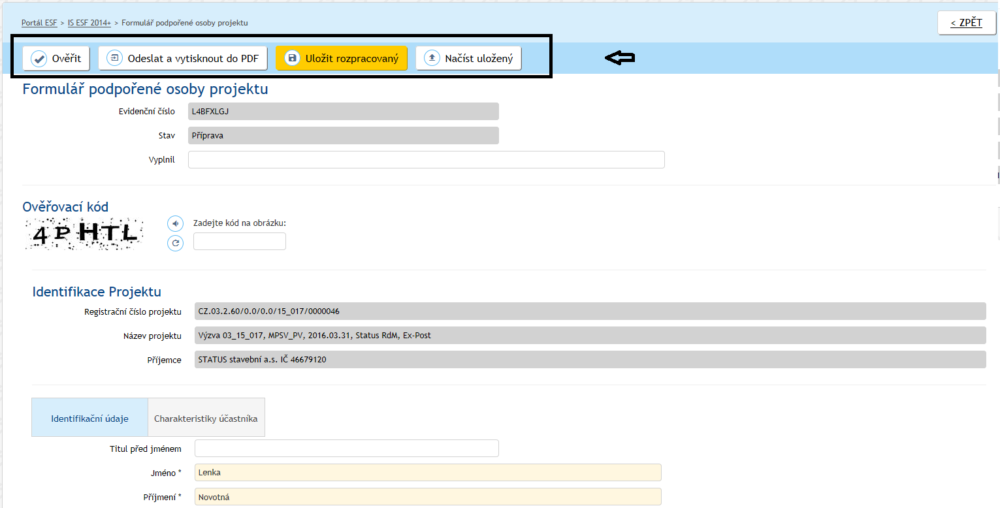 Portál ESF > IS ESF 2014+ > Formulář podpořené osoby projektu
< ZPĚT
Ověřit Odeslat a vytisknout do PDF Uložit rozpracovaný Načíst uložený
Formulář podpořené osoby projektu
Evidenční číslo L4BFXLGJ
Stav Příprava
Vyplnil
Ověřovací kód
4PHTL
Zadejte kód na obrázku:
Identifikace Projektu
Registrační číslo projektu CZ.03.2.60/0.0/0.0/15_017/0000046
Název projektu Výzva 03_15_017, MPSV_PV, 2016.03.31, Status RdM, Ex-Post
Příjemce STATUS stavební a.s. IČ 46679120
Identifikační údaje Charakteristiky účastníka
Titul před jménem
Jméno * Lenka
Příjmení * Novotná